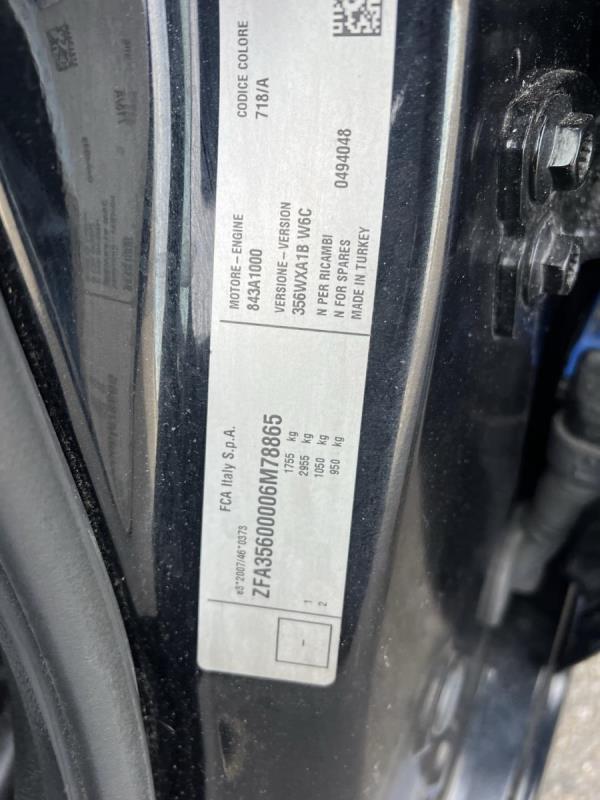 FCA Italy S.p.A.
e3*2007/46*0373
ZFA35600006M78865
1755 kg
2955 kg
1 1050 kg
2 950 kg
-
MOTORE-ENGINE
843A1000
CODICE COLORE
718/A
VERSIONE-VERSION
356WXA1B W6C
N PER RICAMBI
N FOR SPARES
0494048
MADE IN TURKEY